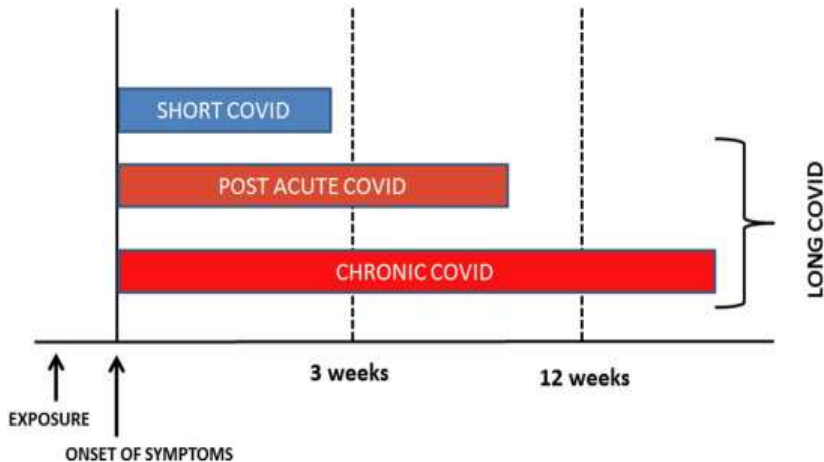 SHORT COVID
POST ACUTE COVID
CHRONIC COVID
LONG COVID
3 weeks
12 weeks
EXPOSURE
ONSET OF SYMPTOMS